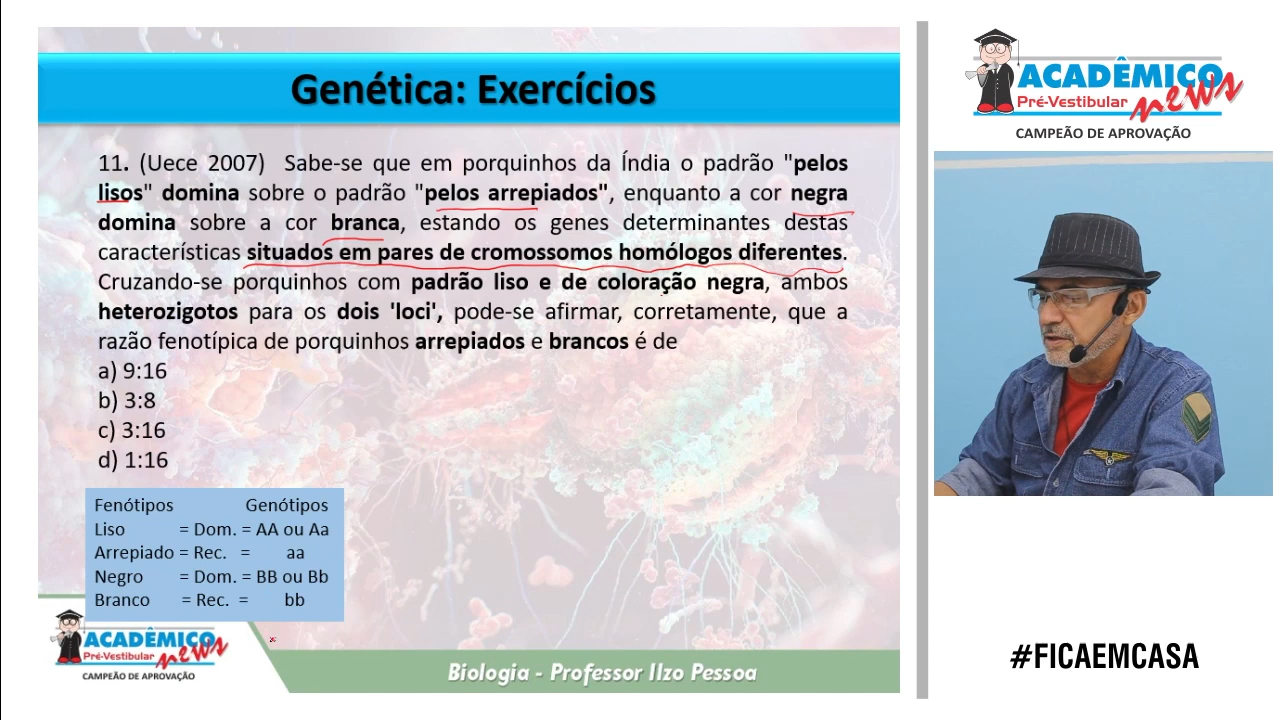 Genética: Exercícios
11. (Uece 2007) Sabe-se que em porquinhos da Índia o padrão "pelos
lisos" domina sobre o padrão "pelos arrepiados", enquanto a cor negra
domina sobre a cor branca, estando os genes determinantes destas
características situados em pares de cromossomos homólogos diferentes.
Cruzando-se porquinhos com padrão liso e de coloração negra, ambos
heterozigotos para os dois 'loci', pode-se afirmar, corretamente, que a
razão fenotípica de porquinhos arrepiados e brancos é de
a) 9:16
b) 3:8
c) 3:16
d) 1:16
Fenótipos Genótipos
Liso = Dom. = AA ou Aa
Arrepiado = Rec. = aa
Negro = Dom. = BB ou Bb
Branco = Rec. = bb
ACADÊMICO
Pré-Vestibular news
CAMPEÃO DE APROVAÇÃO
Biologia - Professor Ilzo Pessoa
ACADÊMICO
Pré-Vestibular news
CAMPEÃO DE APROVAÇÃO
#FICAEMCASA